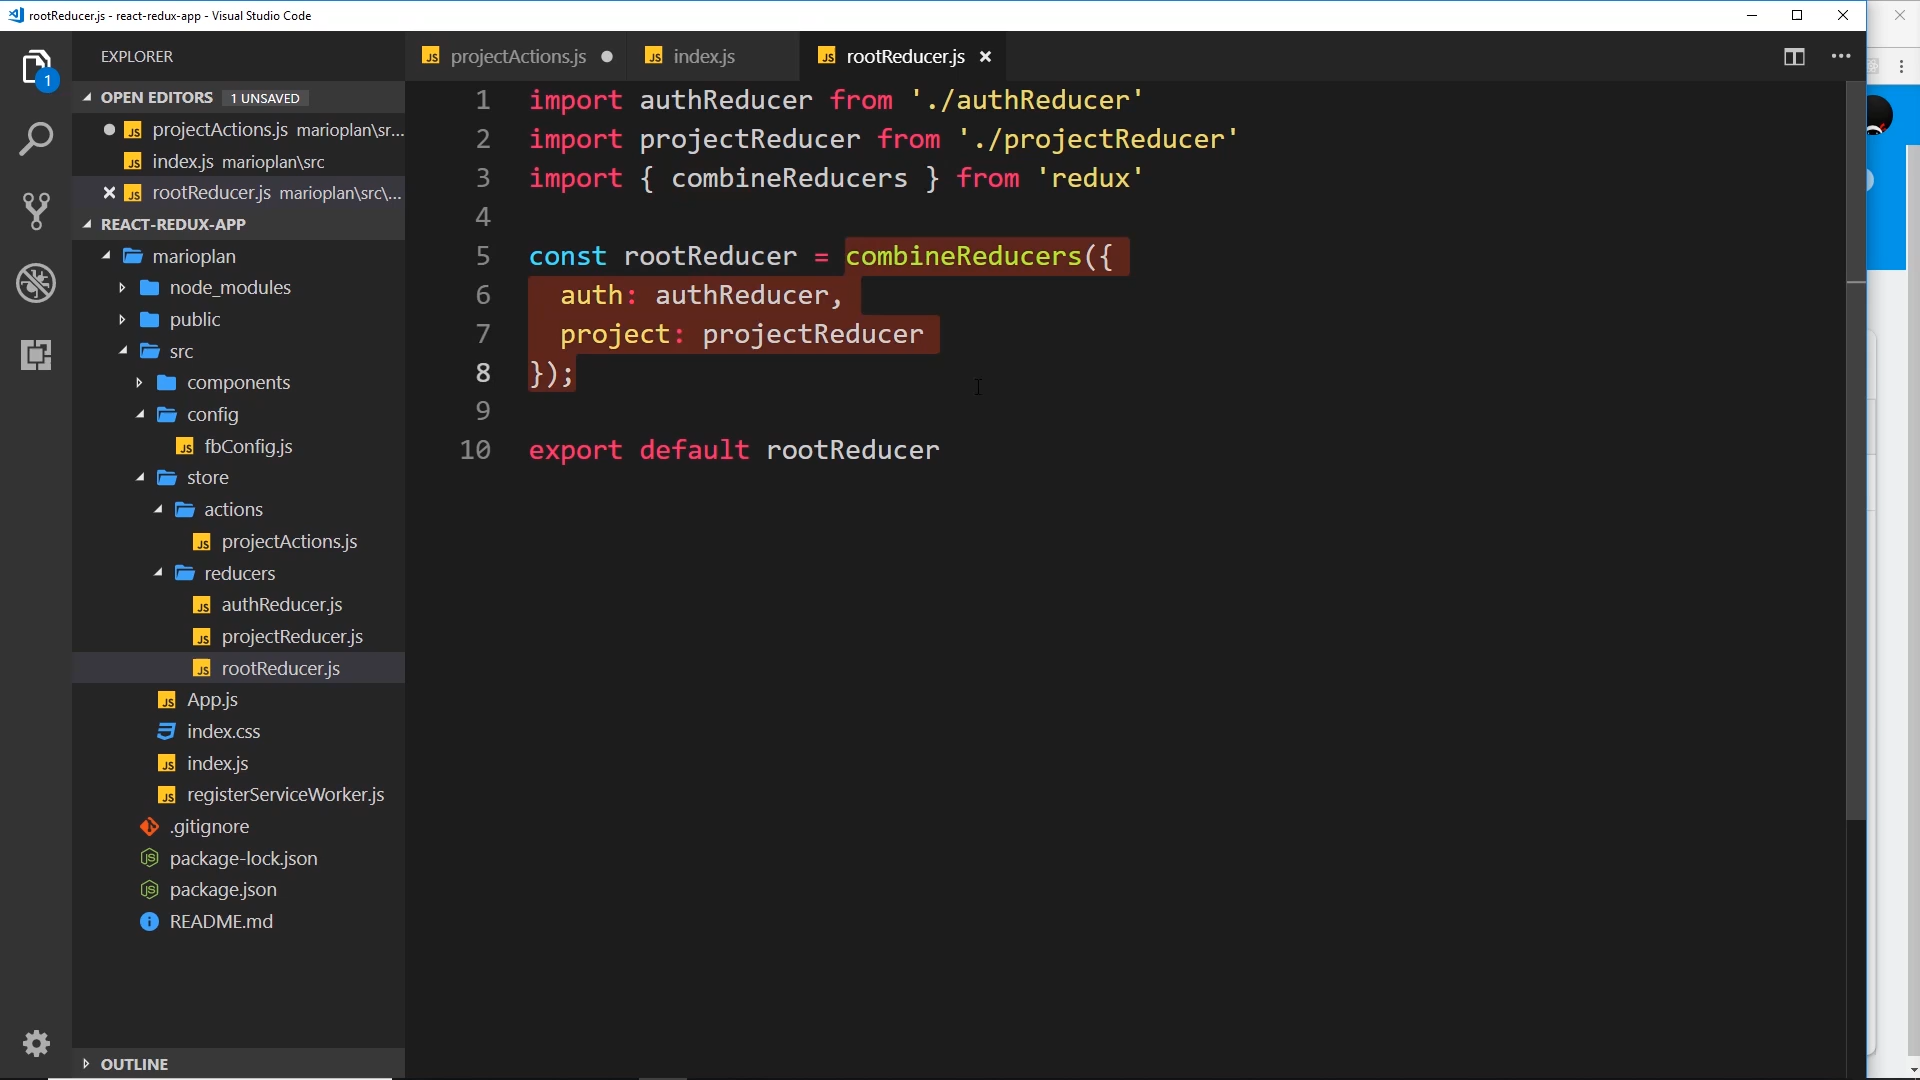 rootReducer.js - react-redux-app - Visual Studio Code
EXPLORER
OPEN EDITORS 1 UNSAVED
projectActions.js marioplan\sr...
index.js marioplan\src
rootReducer.js marioplan\src\...
REACT-REDUX-APP
marioplan
node_modules
public
src
components
config
fbConfig.js
store
actions
projectActions.js
reducers
authReducer.js
projectReducer.js
rootReducer.js
App.js
index.css
index.js
registerServiceWorker.js
.gitignore
package-lock.json
package.json
README.md
OUTLINE
1
projectActions.js
index.js
rootReducer.js
1 import authReducer from './authReducer'
2 import projectReducer from './projectReducer'
3 import { combineReducers } from 'redux'
4
5 const rootReducer = combineReducers({
6 auth: authReducer,
7 project: projectReducer
8 });
9
10 export default rootReducer